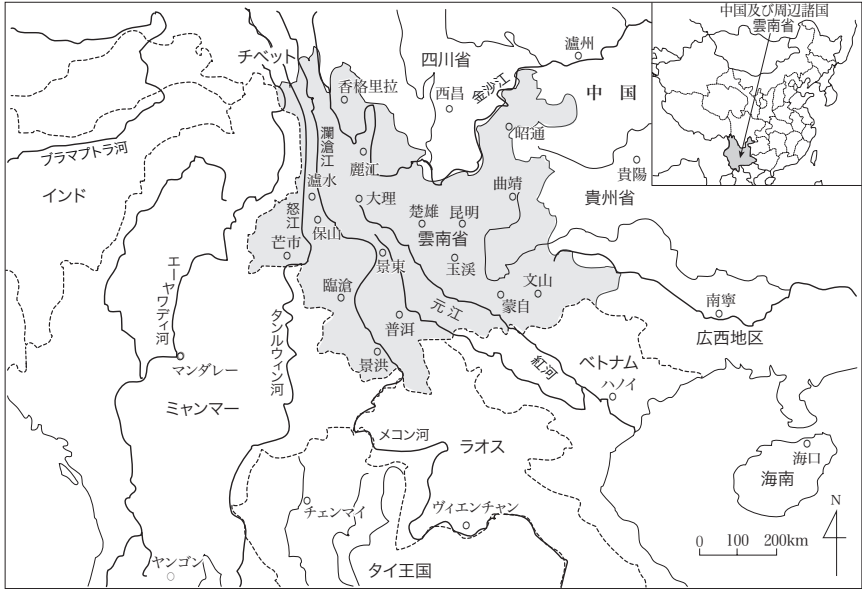 中国及び周辺諸国
雲南省
チベット
四川省
瀘州
香格里拉
西昌
金沙江
中国
昭通
ブラマプトラ河
瀾滄江
麗江
貴陽
インド
瀘水
大理
曲靖
貴州省
怒江
保山
楚雄
昆明
雲南省
芒市
景東
玉溪
エーヤワディ河
臨滄
文山
元江
蒙自
南寧
タンルウィン河
普洱
広西地区
マンダレー
景洪
紅河
ベトナム
ハノイ
ミャンマー
メコン河
ラオス
海口
海南
チェンマイ
ヴィエンチャン
N
0 100 200km
ヤンゴン
タイ王国